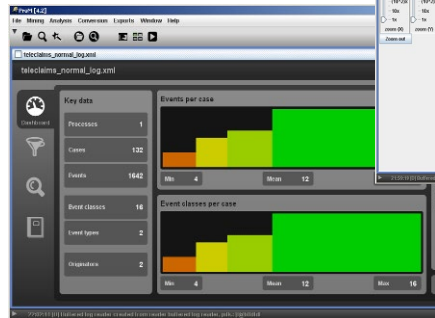 ProM [4.2]
File Mining Analysis Conversion Exports Window Help
teleclaims_normal_log.xml
teleclaims_normal_log.xml
Dashboard
Key data
Processes 1
Cases 132
Events 1642
Event classes 16
Event types 2
Originators 2
Events per case
Min 4
Mean 12
Event classes per case
Min 4
Mean 12
Max 16
10x
1x
zoom (X)
zoom (Y)
Zoom out